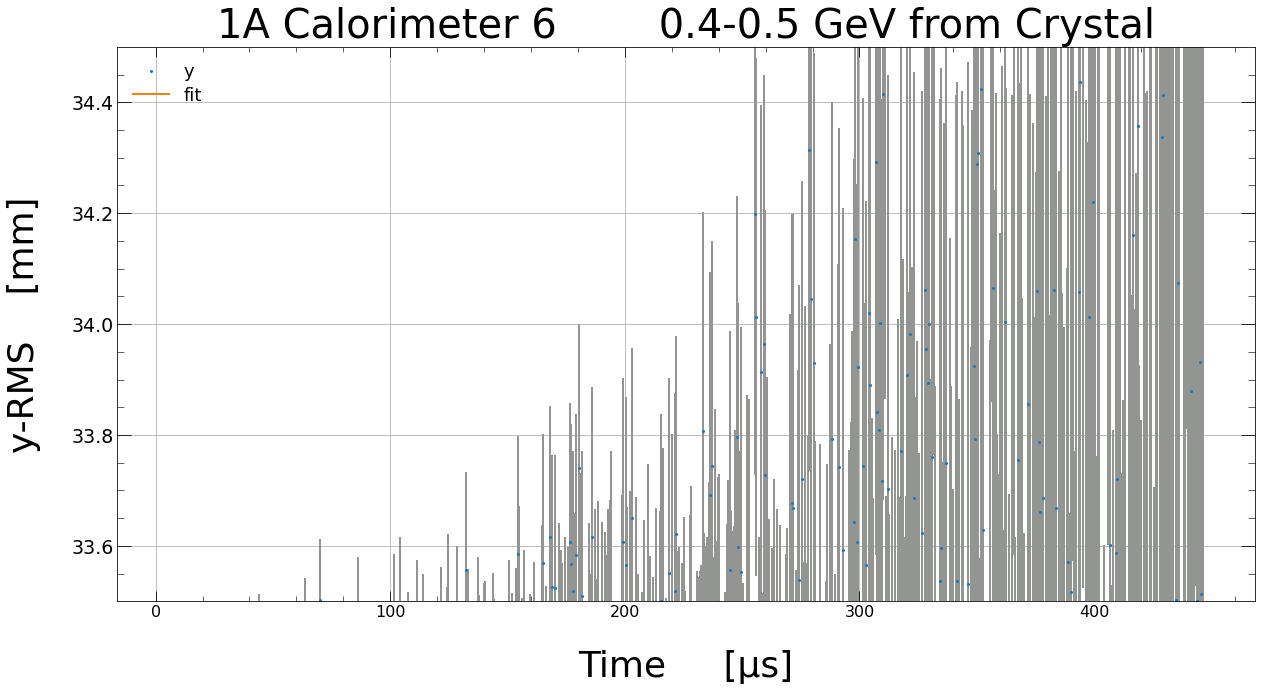 1A Calorimeter 6 0.4-0.5 GeV from Crystal
y
fit
34.4
34.2
34.0
33.8
33.6
y-RMS [mm]
0 100 200 300 400
Time [μs]